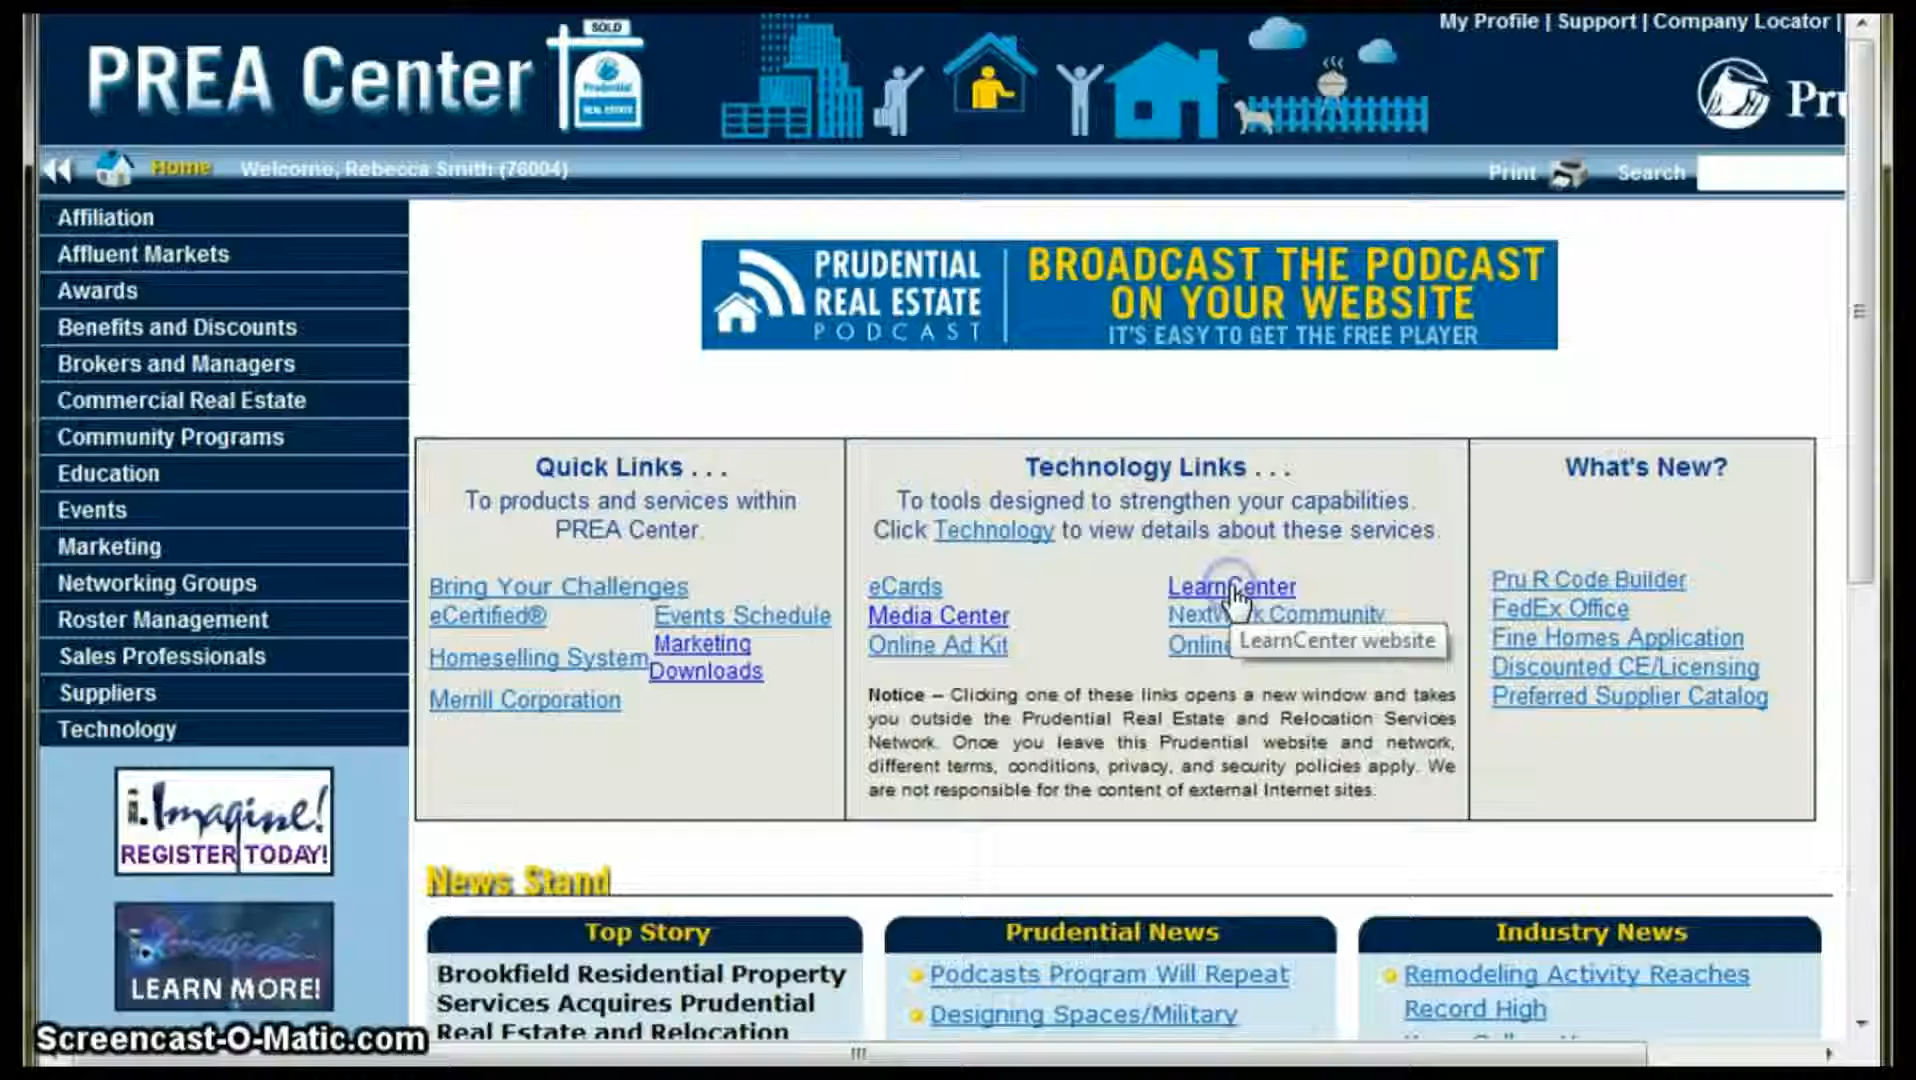 My Profile | Support | Company Locator |
PREA Center
SOLD
Prudential
REAL ESTATE
Pru
Home
Welcome, Rebecca Smith (76004)
Print
Search
Affiliation
Affluent Markets
Awards
Benefits and Discounts
Brokers and Managers
Commercial Real Estate
Community Programs
Education
Events
Marketing
Networking Groups
Roster Management
Sales Professionals
Suppliers
Technology
i.Imagine!
REGISTER TODAY!
LEARN MORE!
PRUDENTIAL
REAL ESTATE
PODCAST
BROADCAST THE PODCAST
ON YOUR WEBSITE
IT'S EASY TO GET THE FREE PLAYER
Quick Links . . .
To products and services within
PREA Center.
Bring Your Challenges
eCertified®
Events Schedule
Homeselling System
Marketing
Downloads
Merrill Corporation
Technology Links . . .
To tools designed to strengthen your capabilities.
Click Technology to view details about these services.
eCards
LearnCenter
Media Center
Community
Online Ad Kit
LearnCenter website
Notice – Clicking one of these links opens a new window and takes
you outside the Prudential Real Estate and Relocation Services
Network. Once you leave this Prudential website and network,
different terms, conditions, privacy, and security policies apply. We
are not responsible for the content of external Internet sites.
What's New?
Pru R Code Builder
FedEx Office
Fine Homes Application
Discounted CE/Licensing
Preferred Supplier Catalog
News Stand
Top Story
Brookfield Residential Property
Services Acquires Prudential
Real Estate and Relocation
Prudential News
Podcasts Program Will Repeat
Designing Spaces/Military
Industry News
Remodeling Activity Reaches
Record High
Screencast-O-Matic.com